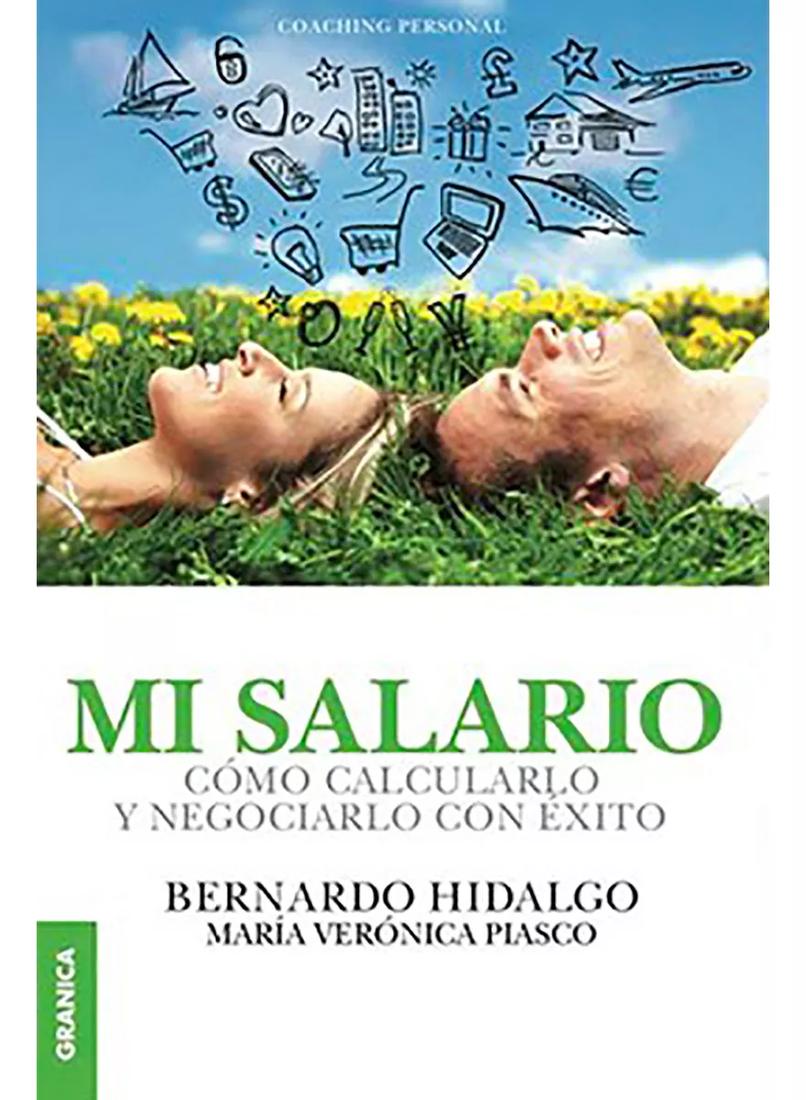 COACHING PERSONAL
MI SALARIO
CÓMO CALCULARLO
Y NEGOCIARLO CON ÉXITO
BERNARDO HIDALGO
MARÍA VERÓNICA PIASCO
GRANICA